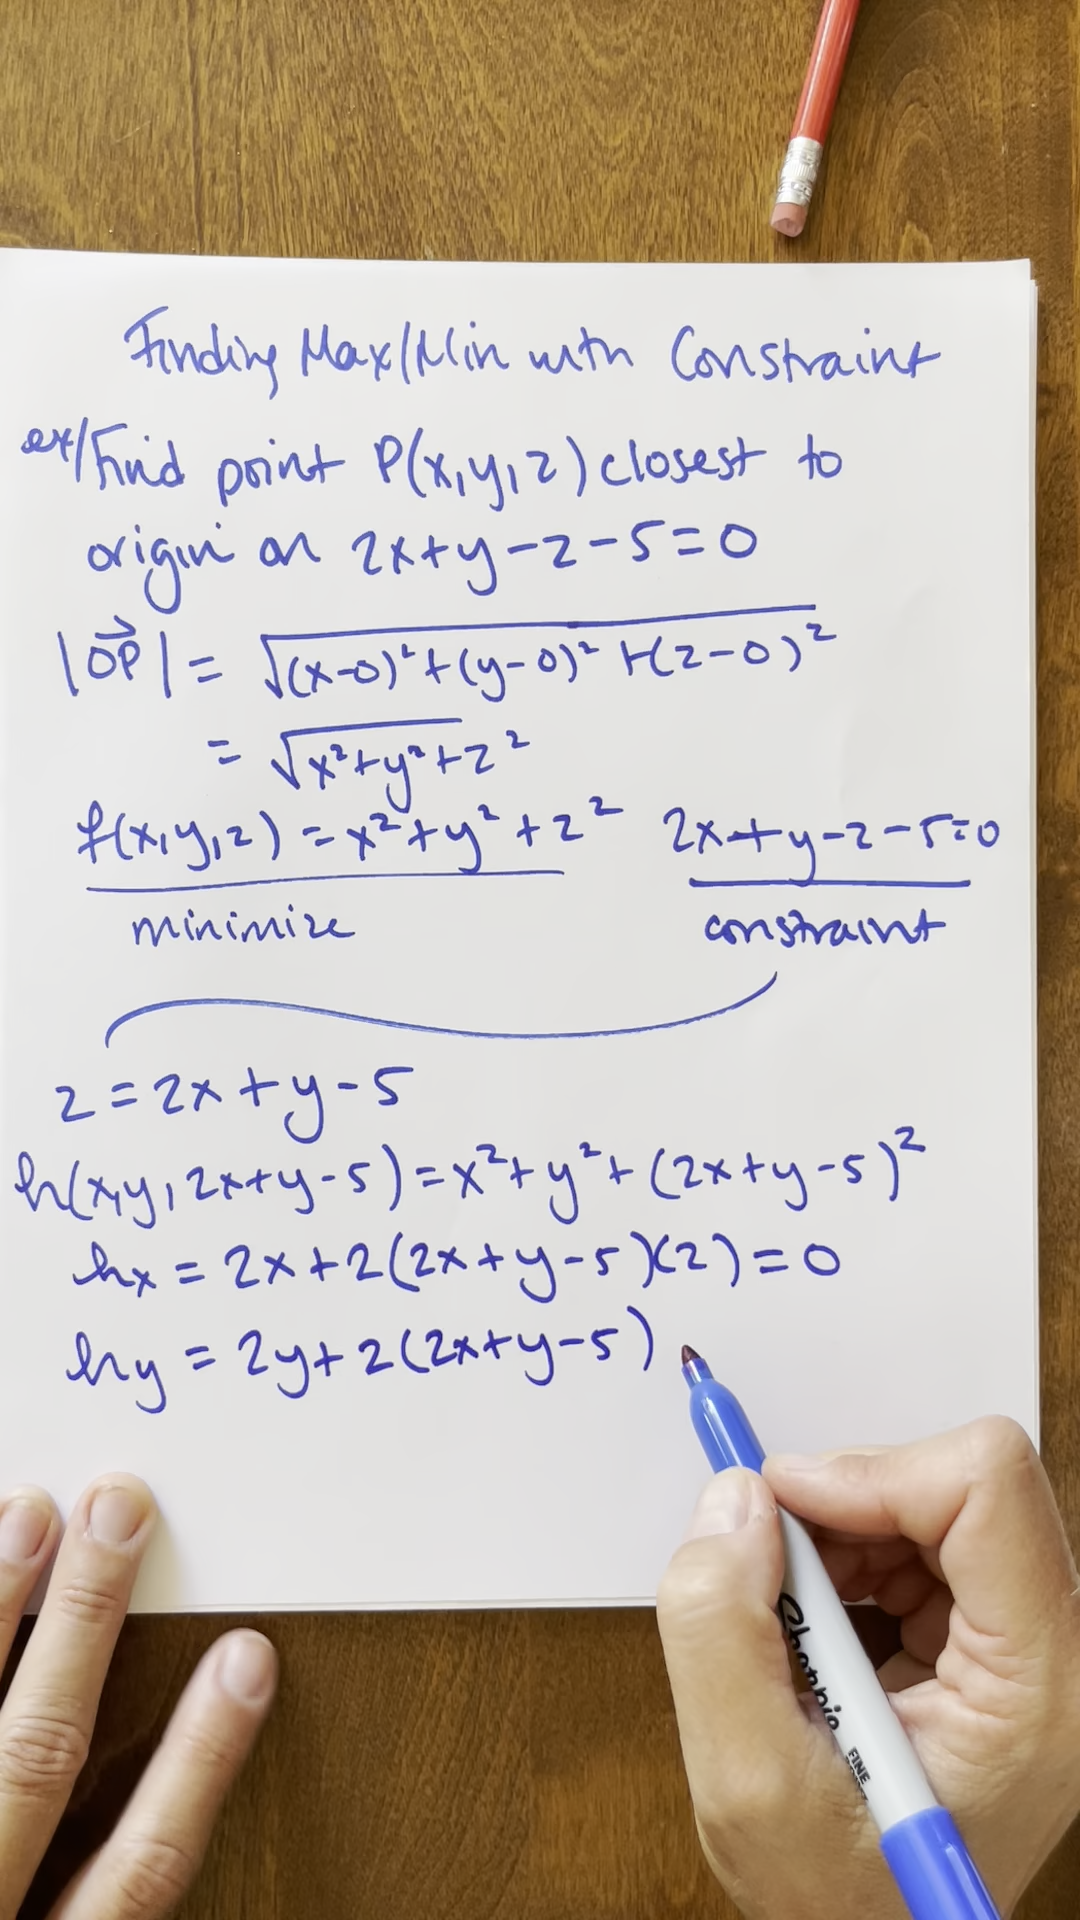 Finding Max/Min with Constraint
ex/Find point P(x,y,z) closest to
origin on 2x+y-z-5=0
|OP| = √(x-0)²+(y-0)²+(z-0)²
= √x²+y²+z²
f(x,y,z) = x²+y²+z² 2x+y-z-5=0
minimize constraint
z=2x+y-5
h(x,y,2x+y-5)=x²+y²+(2x+y-5)²
hx = 2x+2(2x+y-5)(2)=0
hy = 2y+2(2x+y-5)
Sharpie
FINE